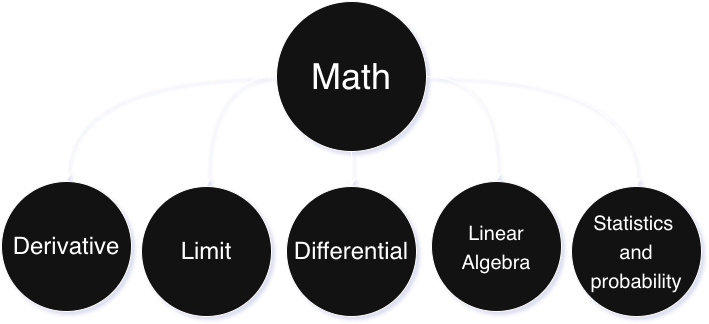 Math
Derivative
Limit
Differential
Linear
Algebra
Statistics
and
probability